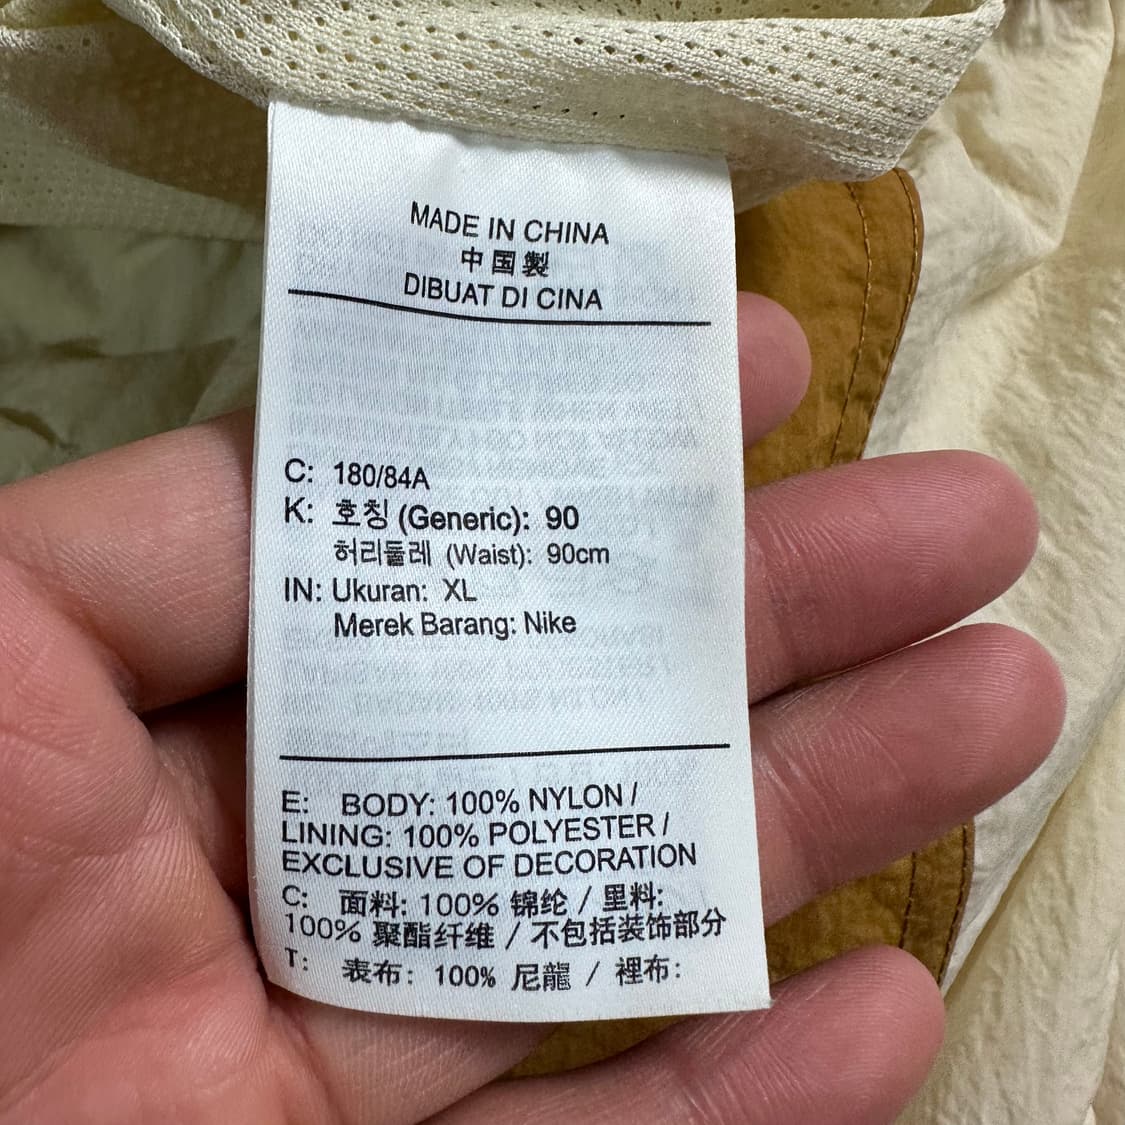 MADE IN CHINA
中国製
DIBUAT DI CINA
C: 180/84A
K: 호칭 (Generic): 90
허리둘레 (Waist): 90cm
IN: Ukuran: XL
Merek Barang: Nike
E: BODY: 100% NYLON /
LINING: 100% POLYESTER /
EXCLUSIVE OF DECORATION
C: 面料: 100% 锦纶 / 里料:
100% 聚酯纤维 / 不包括装饰部分
T: 表布: 100% 尼龍 / 裡布: